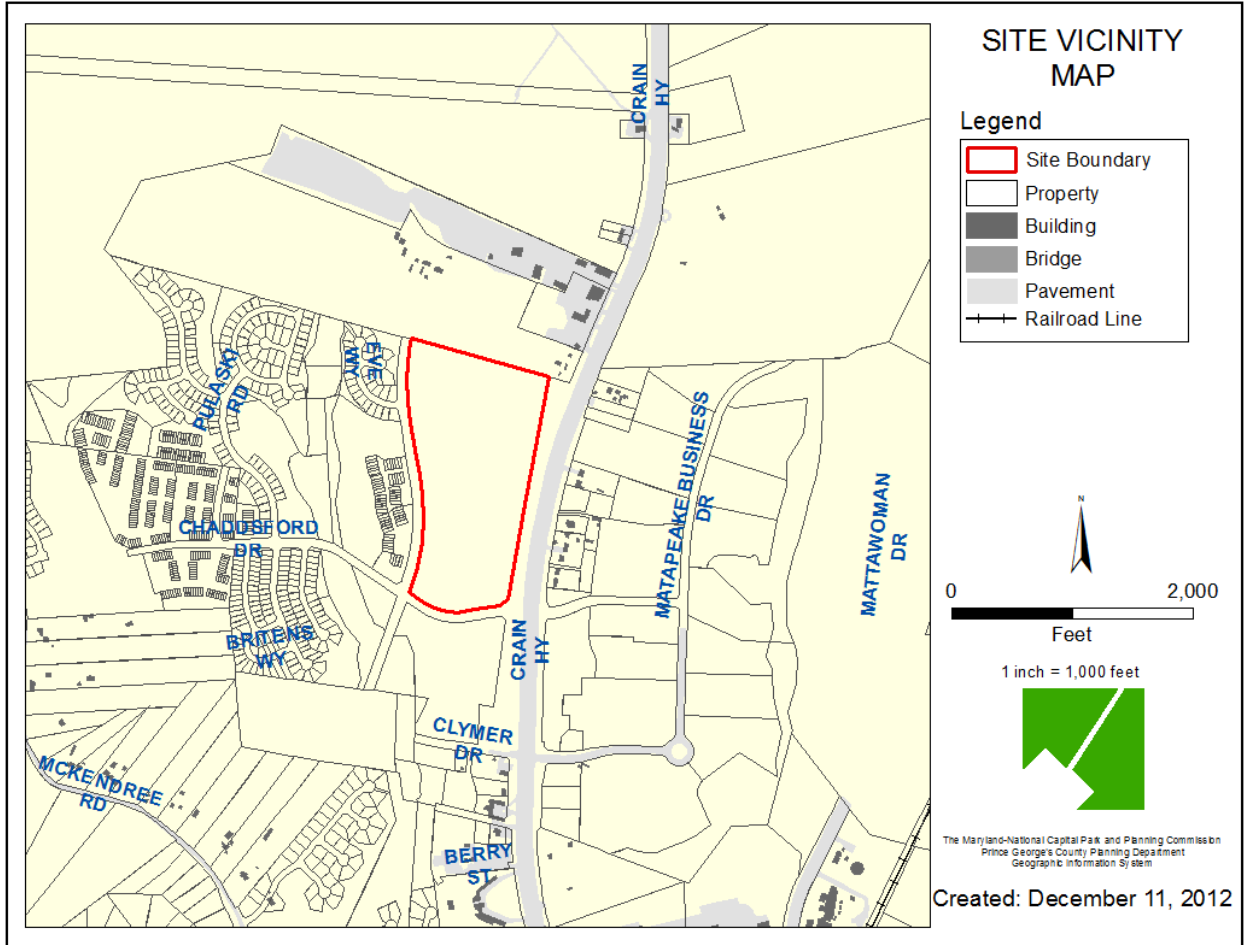 SITE VICINITY
MAP
Legend
Site Boundary
Property
Building
Bridge
Pavement
Railroad Line
CRAIN
HY
EVE
WY
PULASKI
RD
MATAPEAKE BUSINESS
DR
MATTAWOMAN
DR
CHADDSFORD
DR
BRITENS
WY
CRAIN
HY
CLYMER
DR
MCKENDREE
RD
BERRY
ST
N
0 2,000
Feet
1 inch = 1,000 feet
The Maryland-National Capital Park and Planning Commission
Prince George's County Planning Department
Geographic Information System
Created: December 11, 2012